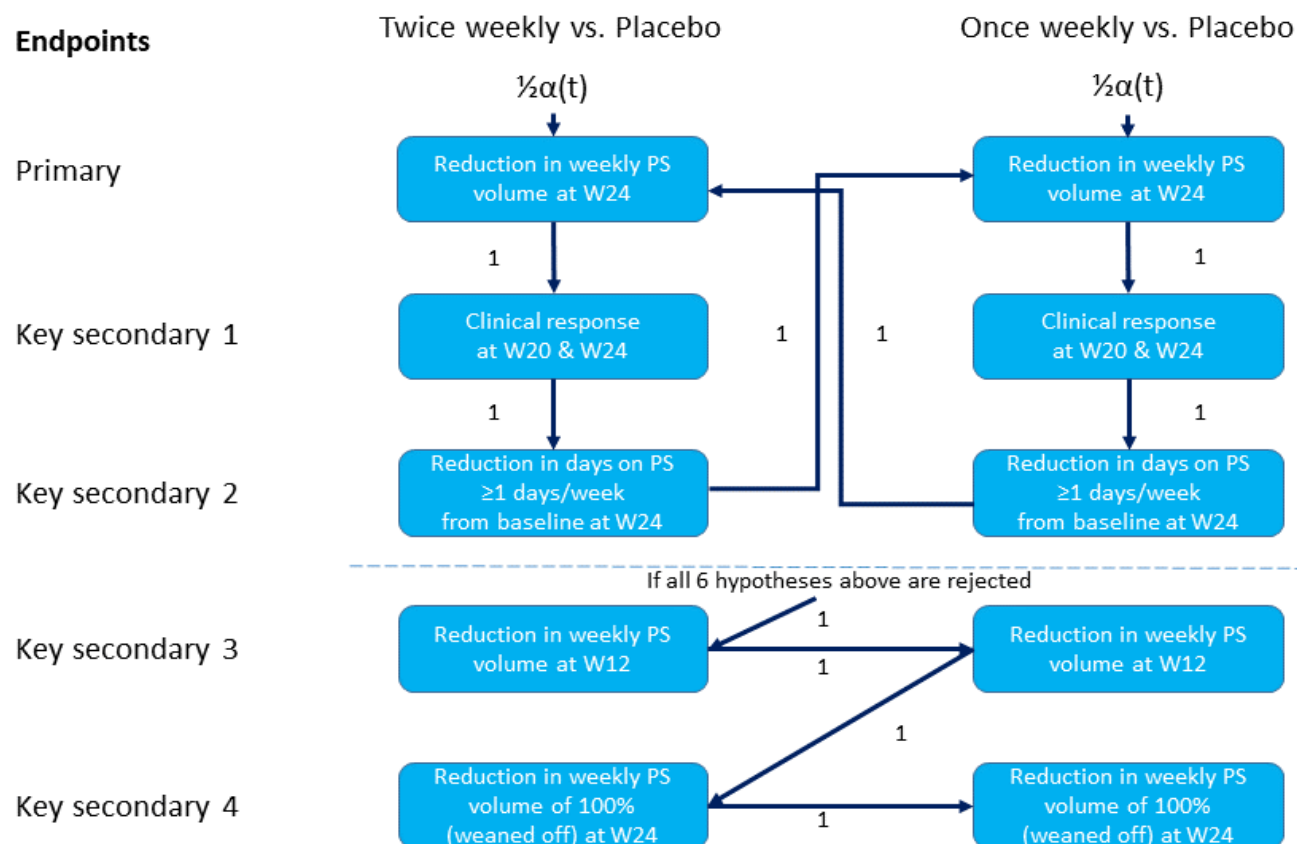 Endpoints
Twice weekly vs. Placebo
Once weekly vs. Placebo
½α(t)
½α(t)
Primary
Reduction in weekly PS
volume at W24
Reduction in weekly PS
volume at W24
1
1
Key secondary 1
Clinical response
at W20 & W24
1
1
Clinical response
at W20 & W24
1
1
Key secondary 2
Reduction in days on PS
≥1 days/week
from baseline at W24
Reduction in days on PS
≥1 days/week
from baseline at W24
If all 6 hypotheses above are rejected
1
Key secondary 3
Reduction in weekly PS
volume at W12
1
Reduction in weekly PS
volume at W12
1
Key secondary 4
Reduction in weekly PS
volume of 100%
(weaned off) at W24
1
Reduction in weekly PS
volume of 100%
(weaned off) at W24